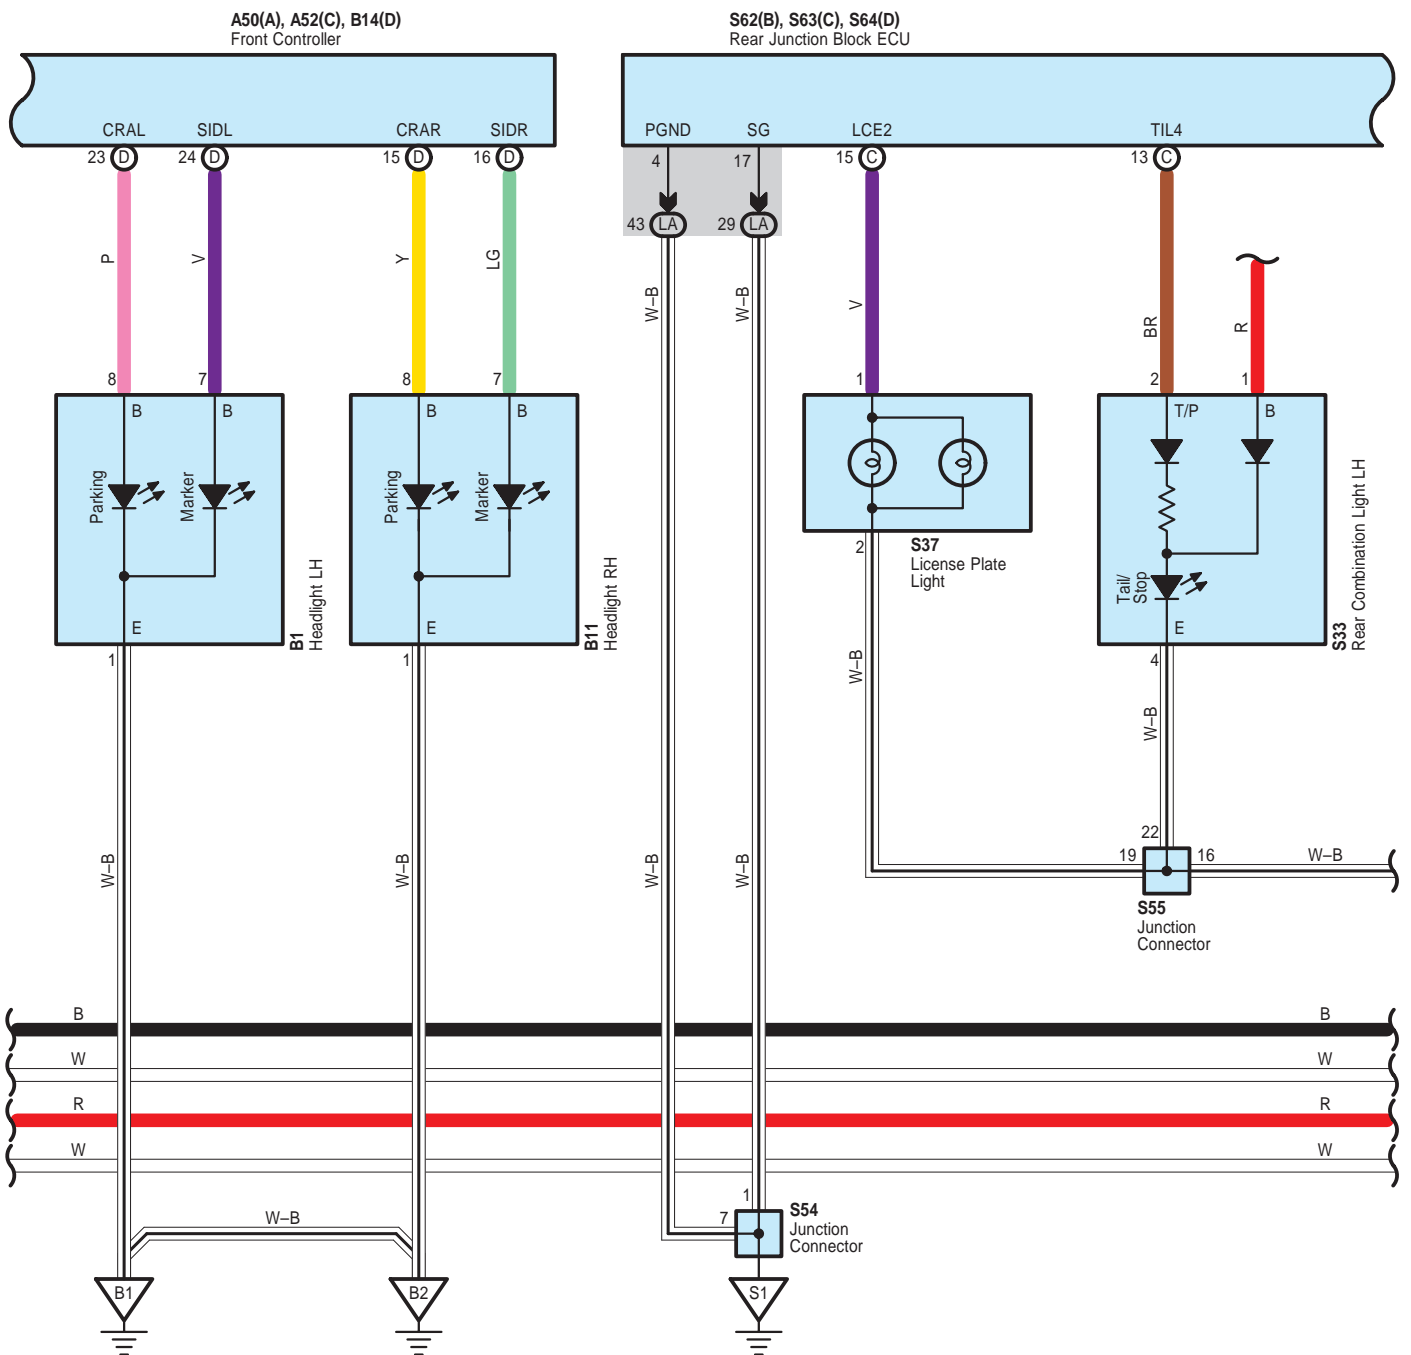 A50(A), A52(C), B14(D)
Front Controller
S62(B), S63(C), S64(D)
Rear Junction Block ECU
CRAL
SIDL
CRAR
SIDR
PGND
SG
LCE2
TIL4
23 D
24 D
15 D
16 D
4
17
15 C
13 C
43 LA
29 LA
P
V
Y
LG
W–B
W–B
V
BR
R
8
7
8
7
1
2
1
B
B
B
B
T/P
B
Parking
Marker
Parking
Marker
Tail/
Stop
E
E
E
B1
Headlight LH
B11
Headlight RH
2
S37
License Plate
Light
S33
Rear Combination Light LH
1
1
4
W–B
W–B
22
19
16
W–B
W–B
W–B
W–B
W–B
S55
Junction
Connector
B
B
W
W
R
R
W
W
1
7
S54
Junction
Connector
W–B
B1
B2
S1